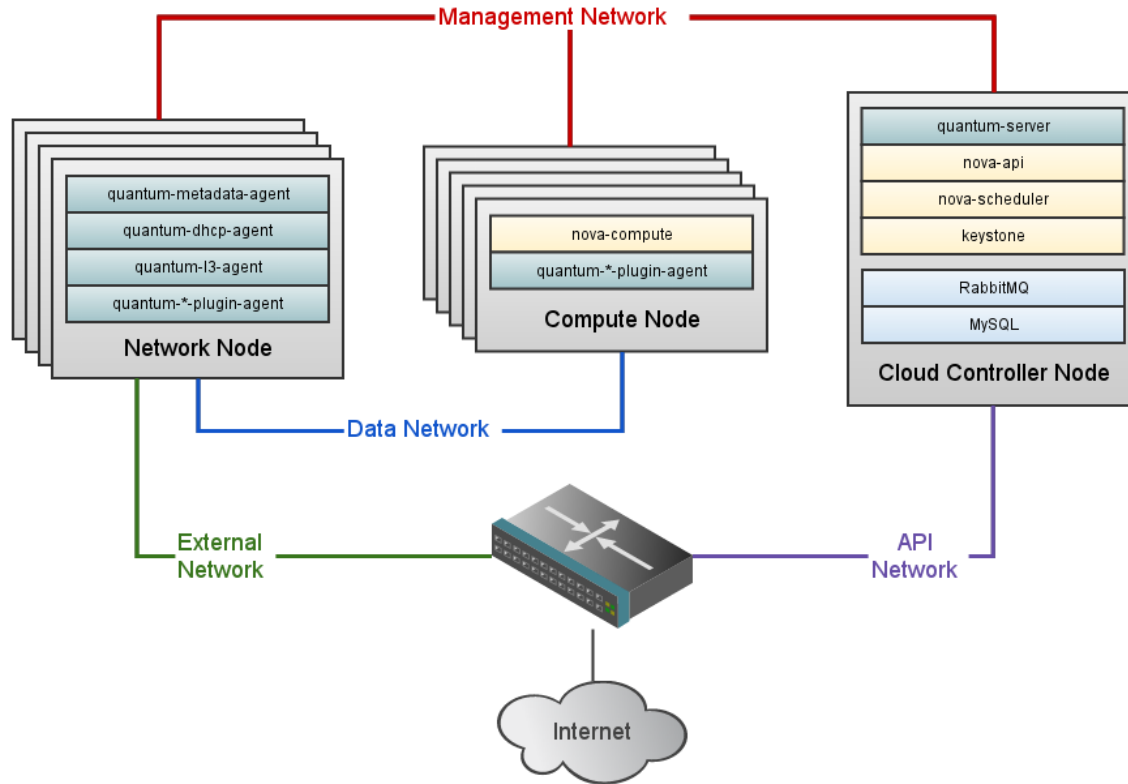 Management Network
quantum-metadata-agent
quantum-dhcp-agent
quantum-l3-agent
quantum-*-plugin-agent
Network Node
nova-compute
quantum-*-plugin-agent
Compute Node
quantum-server
nova-api
nova-scheduler
keystone
RabbitMQ
MySQL
Cloud Controller Node
Data Network
External
Network
API
Network
Internet